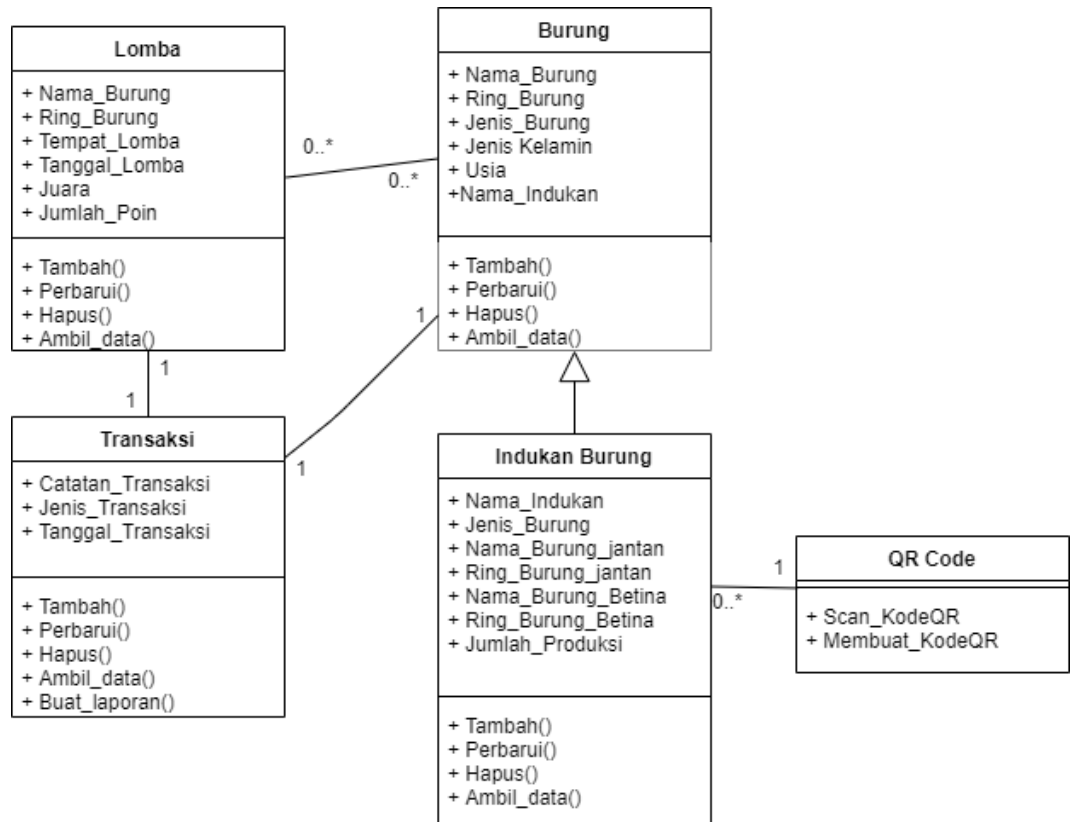 Lomba
+ Nama_Burung
+ Ring_Burung
+ Tempat_Lomba
+ Tanggal_Lomba
+ Juara
+ Jumlah_Poin
+ Tambah()
+ Perbarui()
+ Hapus()
+ Ambil_data()
0..*
0..*
Burung
+ Nama_Burung
+ Ring_Burung
+ Jenis_Burung
+ Jenis Kelamin
+ Usia
+Nama_Indukan
+ Tambah()
+ Perbarui()
+ Hapus()
+ Ambil_data()
1
1
1
1
Transaksi
+ Catatan_Transaksi
+ Jenis_Transaksi
+ Tanggal_Transaksi
+ Tambah()
+ Perbarui()
+ Hapus()
+ Ambil_data()
+ Buat_laporan()
Indukan Burung
+ Nama_Indukan
+ Jenis_Burung
+ Nama_Burung_jantan
+ Ring_Burung_jantan
+ Nama_Burung_Betina
+ Ring_Burung_Betina
+ Jumlah_Produksi
+ Tambah()
+ Perbarui()
+ Hapus()
+ Ambil_data()
1
0..*
QR Code
+ Scan_KodeQR
+ Membuat_KodeQR